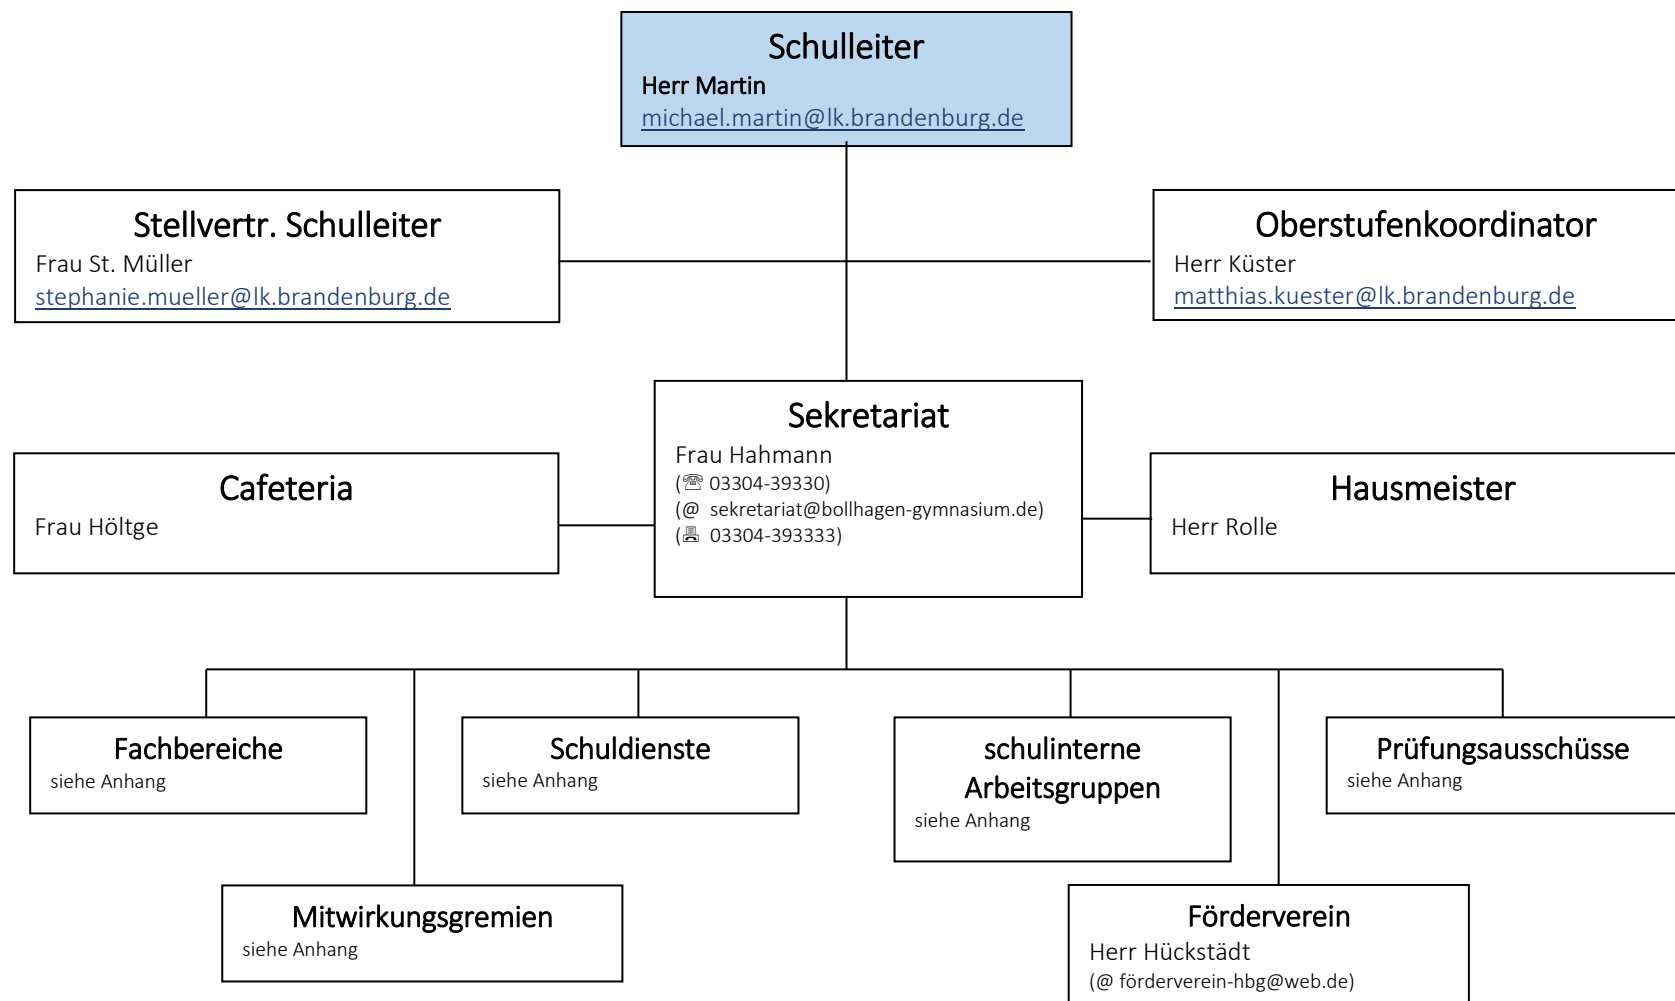 Schulleiter
Herr Martin
michael.martin@lk.brandenburg.de
Stellvertr. Schulleiter
Frau St. Müller
stephanie.mueller@lk.brandenburg.de
Oberstufenkoordinator
Herr Küster
matthias.kuester@lk.brandenburg.de
Sekretariat
Frau Hahmann
(☏ 03304-39330)
(@ sekretariat@bollhagen-gymnasium.de)
(🖷 03304-393333)
Cafeteria
Frau Höltge
Hausmeister
Herr Rolle
Fachbereiche
siehe Anhang
Schuldienste
siehe Anhang
schulinterne
Arbeitsgruppen
siehe Anhang
Prüfungsausschüsse
siehe Anhang
Mitwirkungsgremien
siehe Anhang
Förderverein
Herr Hückstädt
(@ förderverein-hbg@web.de)